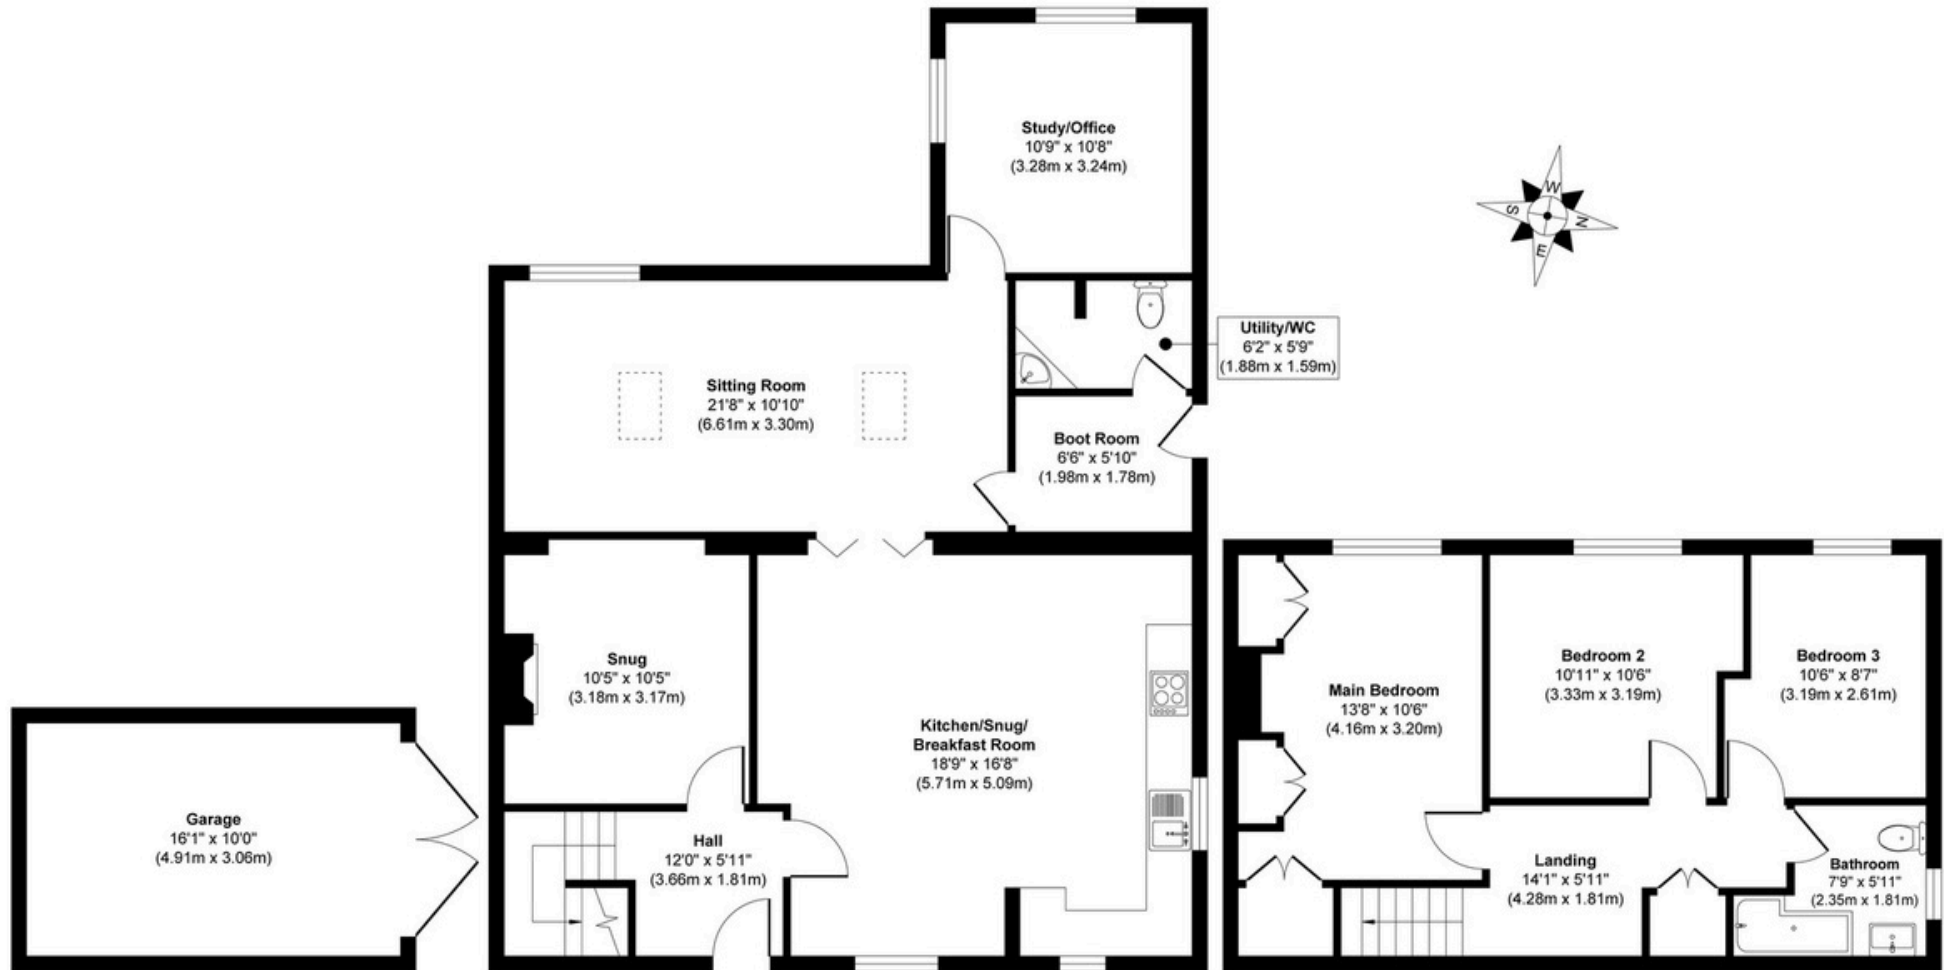 Study/Office
10'9" x 10'8"
(3.28m x 3.24m)
W
S
N
E
Utility/WC
6'2" x 5'9"
(1.88m x 1.59m)
Sitting Room
21'8" x 10'10"
(6.61m x 3.30m)
Boot Room
6'6" x 5'10"
(1.98m x 1.78m)
Snug
10'5" x 10'5"
(3.18m x 3.17m)
Kitchen/Snug/
Breakfast Room
18'9" x 16'8"
(5.71m x 5.09m)
Main Bedroom
13'8" x 10'6"
(4.16m x 3.20m)
Bedroom 2
10'11" x 10'6"
(3.33m x 3.19m)
Bedroom 3
10'6" x 8'7"
(3.19m x 2.61m)
Garage
16'1" x 10'0"
(4.91m x 3.06m)
Hall
12'0" x 5'11"
(3.66m x 1.81m)
Landing
14'1" x 5'11"
(4.28m x 1.81m)
Bathroom
7'9" x 5'11"
(2.35m x 1.81m)